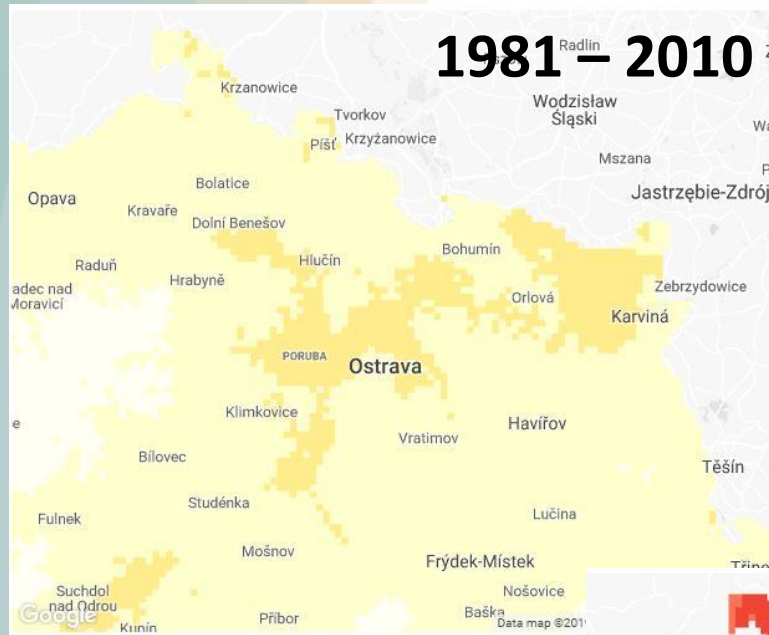 1981 – 2010
Radlin
Krzanowice
Wodzisław
Śląski
Tvorkov
Píšť
Krzyżanowice
Mszana
Bolatice
Jastrzębie-Zdrój
Opava
Kravaře
Dolní Benešov
Bohumín
Hlučín
Raduň
Hrabyně
Zebrzydowice
Orlová
adec nad
Moravicí
Karviná
PORUBA
Ostrava
Klimkovice
Havířov
Vratimov
Bílovec
Těšín
Studénka
Lučina
Fulnek
Mošnov
Frýdek-Místek
Suchdol
nad Odrou
Nošovice
Příbor
Baška
Kunín
Google
Data map ©201